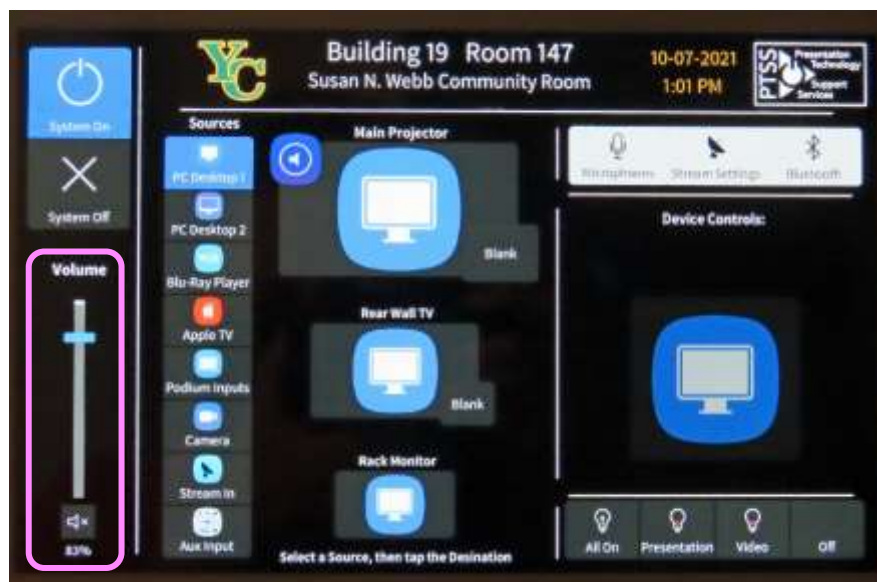 YC
Building 19 Room 147
Susan N. Webb Community Room
10-07-2021
1:01 PM
PTSS
Presentation
Technology
Support
Services
System On
System Off
Volume
83%
Sources
PC Desktop 1
PC Desktop 2
Blu-Ray Player
Apple TV
Podium Inputs
Camera
Stream In
Aux Input
Main Projector
Blank
Rear Wall TV
Blank
Rack Monitor
Select a Source, then tap the Desination
Microphones
Stream Settings
Bluetooth
Device Controls:
All On
Presentation
Video
Off